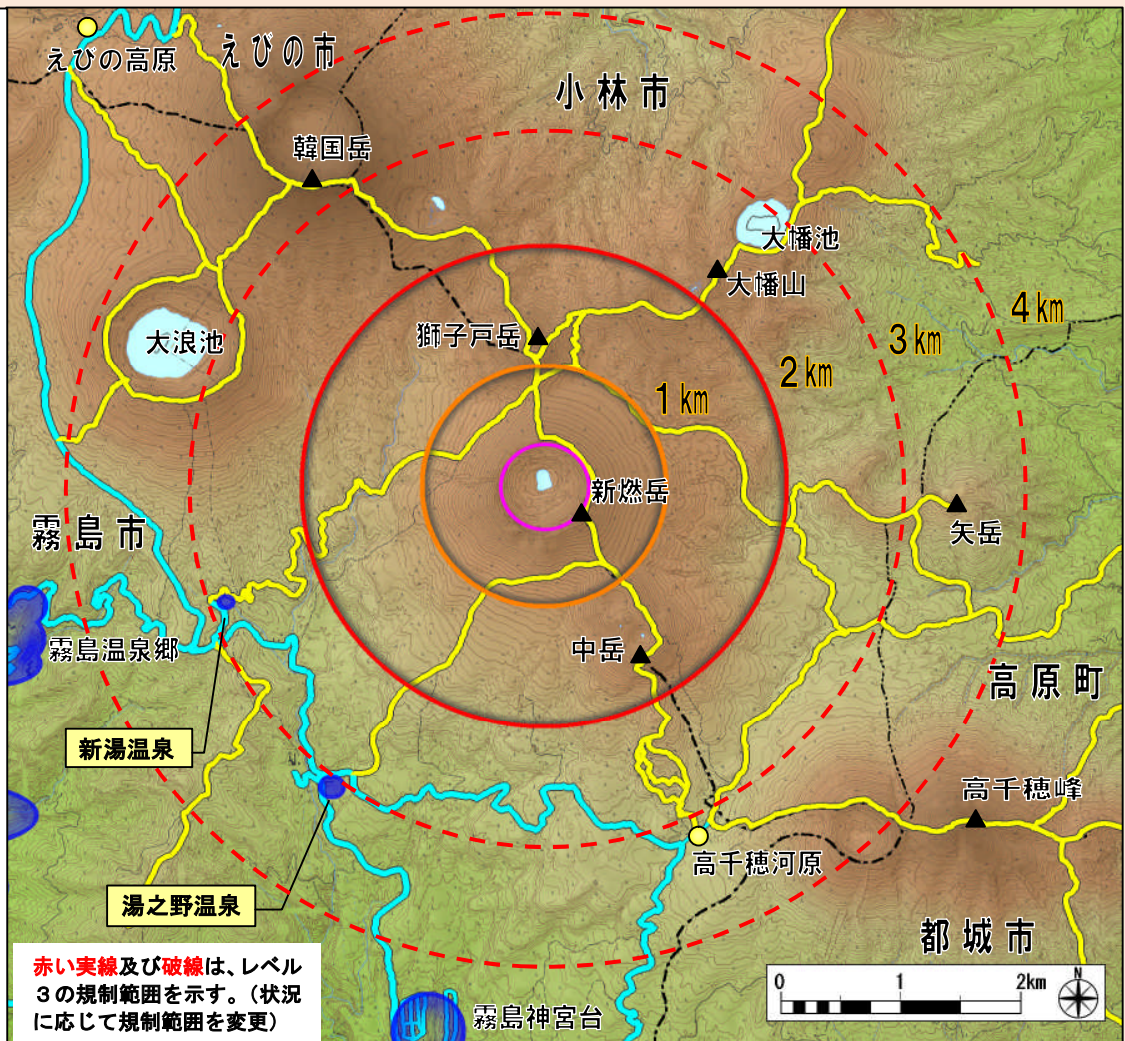 えびの高原
えびの市
小林市
韓国岳
大幡池
大幡山
4km
3km
2km
1km
獅子戸岳
大浪池
新燃岳
矢岳
霧島市
霧島温泉郷
中岳
高原町
新湯温泉
高千穂峰
高千穂河原
湯之野温泉
都城市
赤い実線及び破線は、レベル
3の規制範囲を示す。(状況
に応じて規制範囲を変更)
霧島神宮台
0 1 2km
N